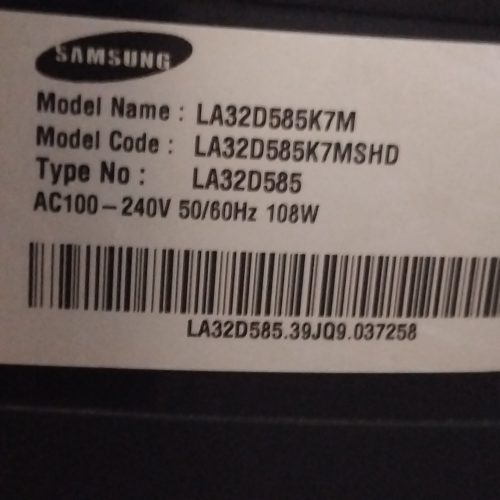 SAMSUNG
Model Name : LA32D585K7M
Model Code : LA32D585K7MSHD
Type No : LA32D585
AC100-240V 50/60Hz 108W
LA32D585.39JQ9.037258